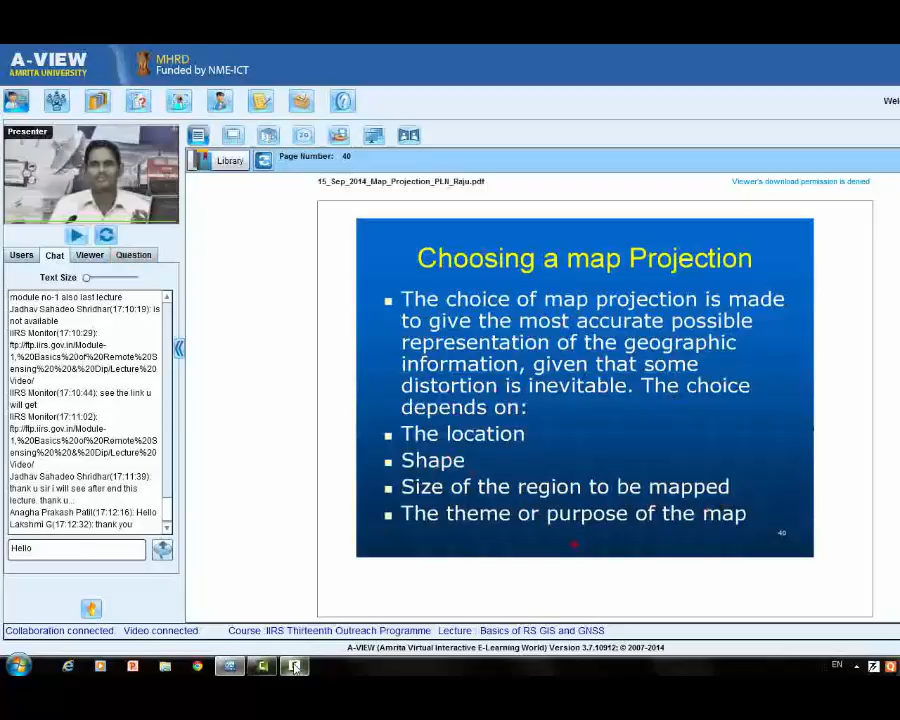 A-VIEW
AMRITA UNIVERSITY
MHRD
Funded by NME-ICT
Wel
Presenter
Library
Page Number: 40
15_Sep_2014_Map_Projection_PLN_Raju.pdf
Viewer's download permission is denied
Users
Chat
Viewer
Question
Text Size
module no-1 also last lecture
Jadhav Sahadeo Shridhar(17:10:19): is
not available
IIRS Monitor(17:10:29):
ftp://ftp.iirs.gov.in/Module-
1,%20Basics%20of%20Remote%20S
ensing%20%20&%20Dip/Lecture%20
Video/
IIRS Monitor(17:10:44): see the link u
will get
IIRS Monitor(17:11:02):
ftp://ftp.iirs.gov.in/Module-
1,%20Basics%20of%20Remote%20S
ensing%20%20&%20Dip/Lecture%20
Video/
Jadhav Sahadeo Shridhar(17:11:39):
thank u sir i will see after end this
lecture. thank u...
Anagha Prakash Patil(17:12:16): Hello
Lakshmi G(17:12:32): thank you
Hello
Choosing a map Projection
The choice of map projection is made
to give the most accurate possible
representation of the geographic
information, given that some
distortion is inevitable. The choice
depends on:
The location
Shape
Size of the region to be mapped
The theme or purpose of the map
40
Collaboration connected. Video connected. Course :IIRS Thirteenth Outreach Programme Lecture : Basics of RS GIS and GNSS
A-VIEW (Amrita Virtual Interactive E-Learning World) Version 3.7.10912; © 2007-2014
EN